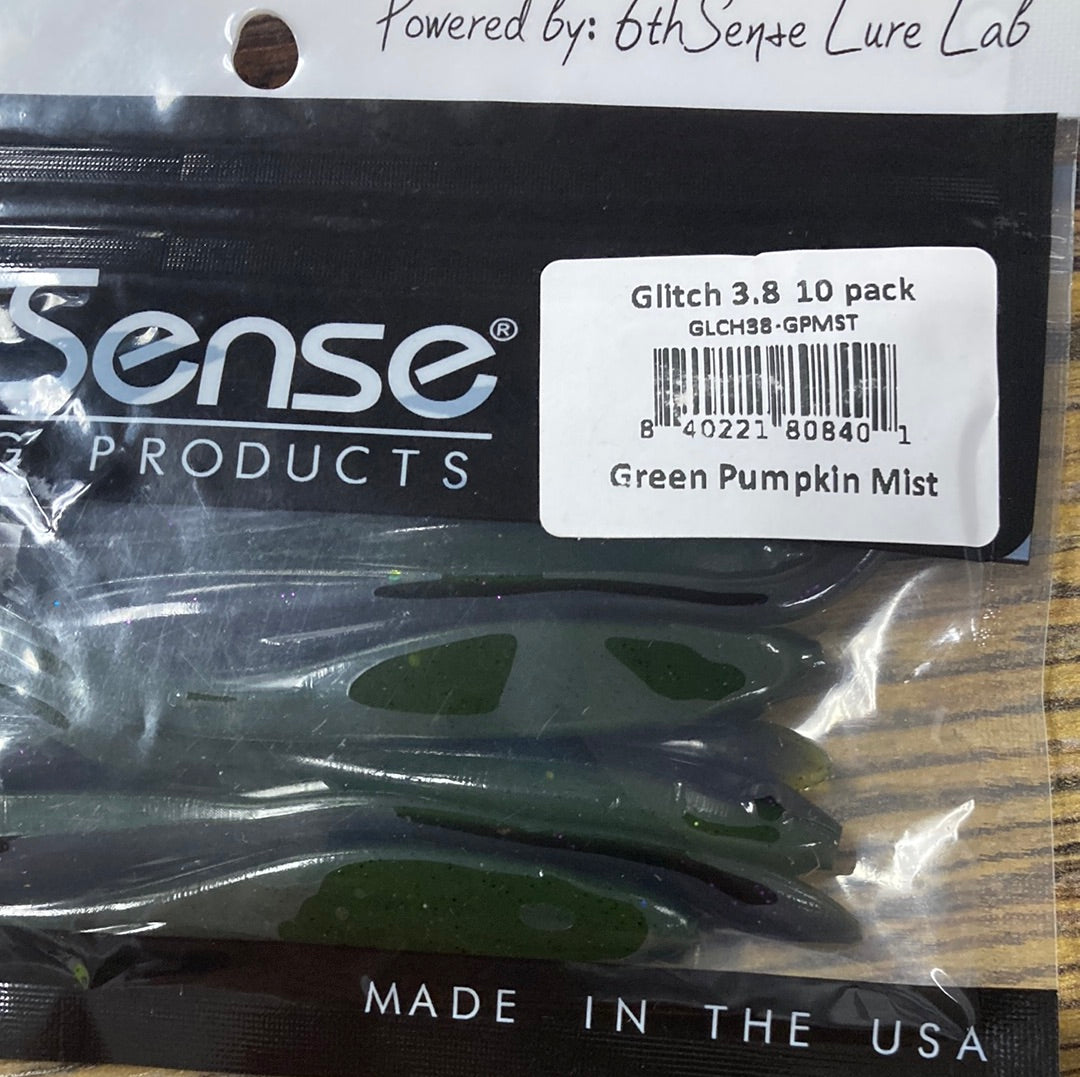 Powered by: 6thSense Lure Lab
Sense®
G PRODUCTS
Glitch 3.8 10 pack
GLCH38-GPMST
8 40221 80840 1
Green Pumpkin Mist
MADE IN THE USA